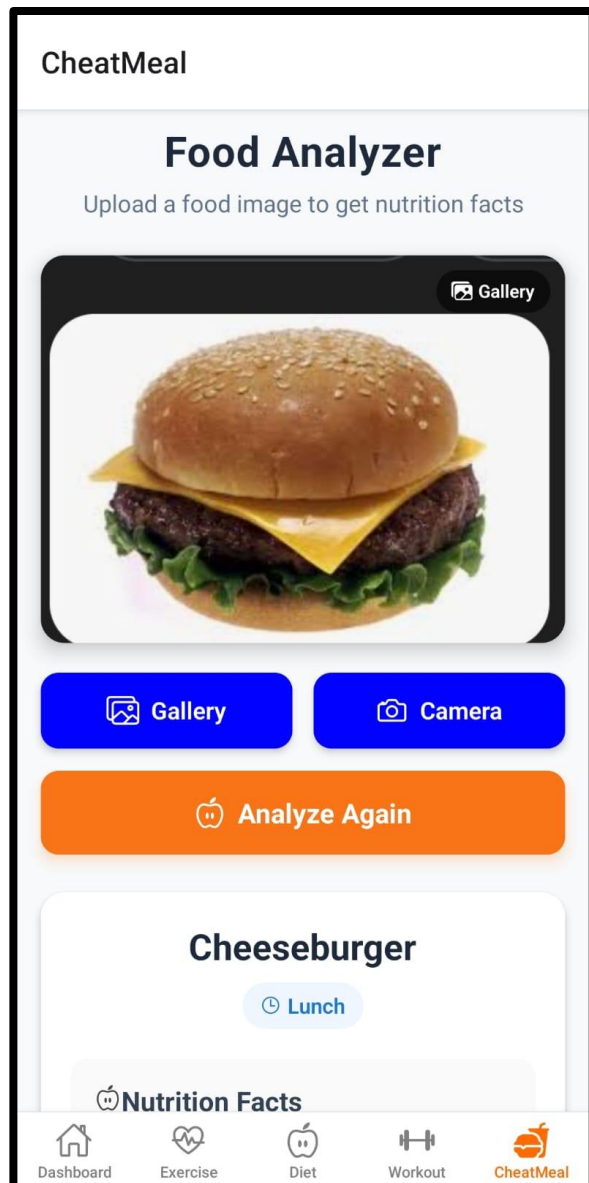 CheatMeal
Food Analyzer
Upload a food image to get nutrition facts
Gallery
Gallery
Camera
Analyze Again
Cheeseburger
Lunch
Nutrition Facts
Dashboard
Exercise
Diet
Workout
CheatMeal